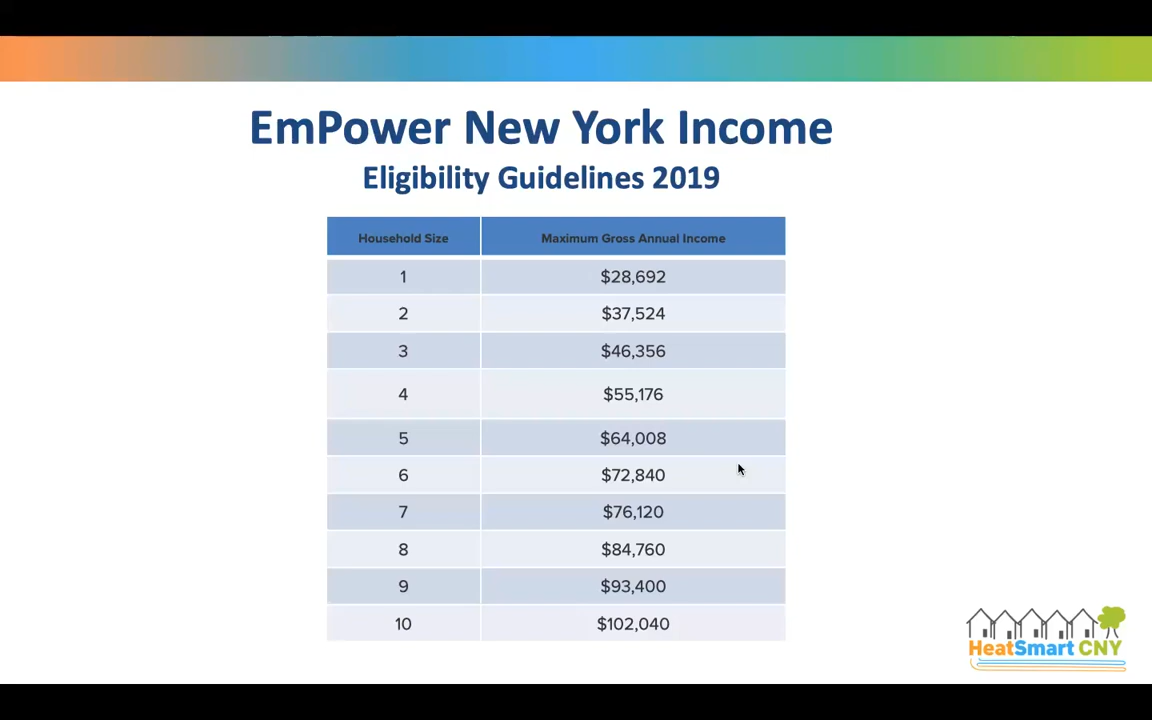 EmPower New York Income
Eligibility Guidelines 2019
Household Size Maximum Gross Annual Income
1 $28,692
2 $37,524
3 $46,356
4 $55,176
5 $64,008
6 $72,840
7 $76,120
8 $84,760
9 $93,400
10 $102,040
HeatSmart CNY